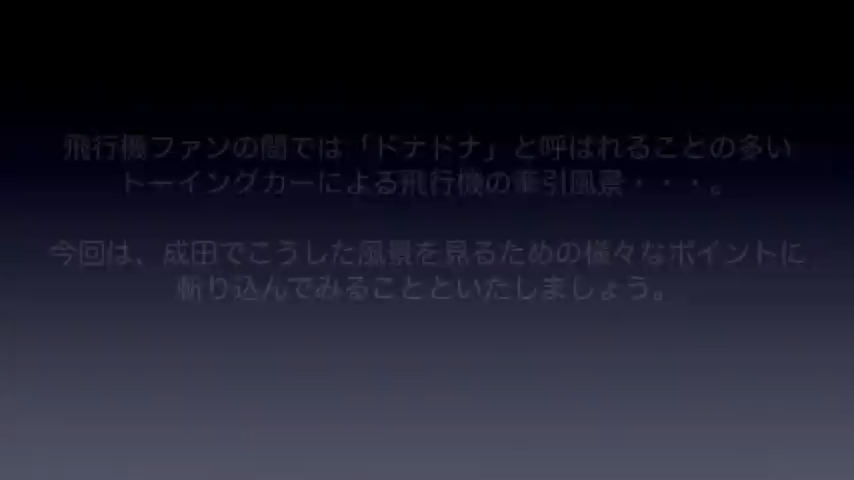 飛行機ファンの間では「ドナドナ」と呼ばれることの多い
トーイングカーによる飛行機の牽引風景・・・。
今回は、成田でこうした風景を見るための様々なポイントに
斬り込んでみることといたしましょう。